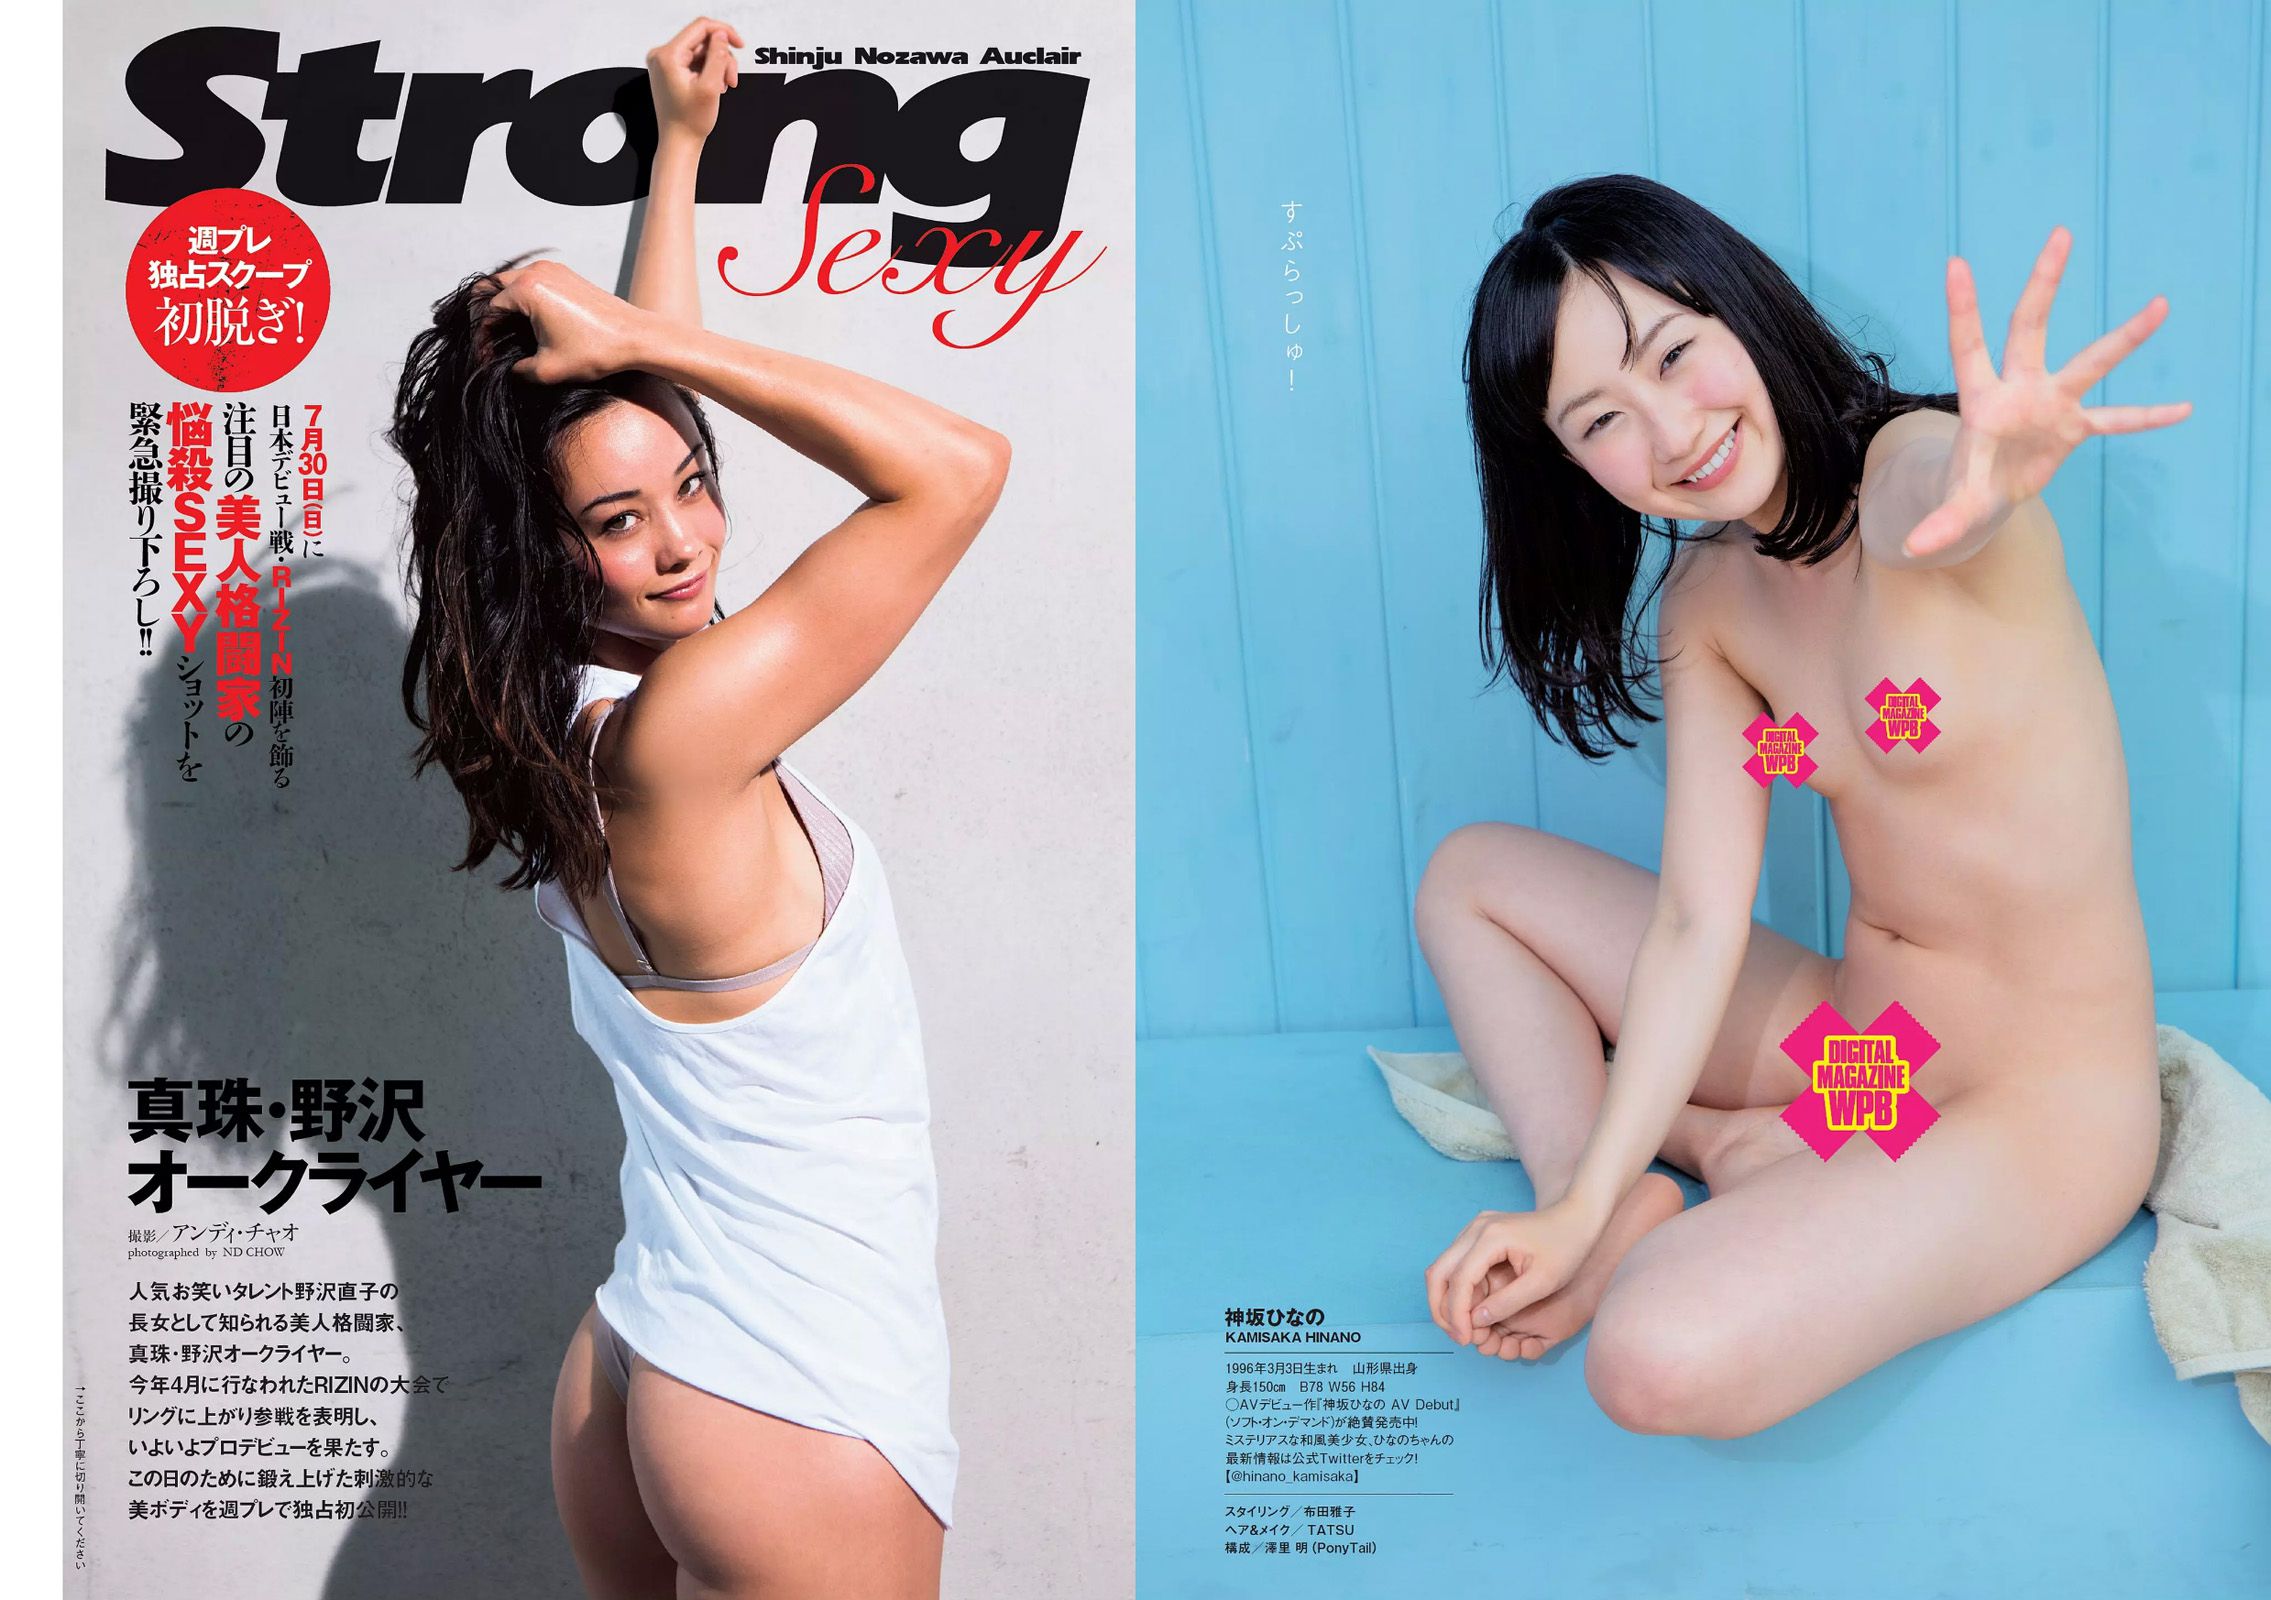 Strong
Shinju Nozawa Auclair
Sexy
週プレ
独占スクープ
初脱ぎ!
7月30日(日)に
日本デビュー戦・RIZIN初陣を飾る
注目の美人格闘家の
悩殺SEXYショットを
緊急撮り下ろし!!
真珠・野沢
オークライヤー
撮影/アンディ・チャオ
photographed by ND CHOW
人気お笑いタレント野沢直子の
長女として知られる美人格闘家、
真珠・野沢オークライヤー。
今年4月に行なわれたRIZINの大会で
リングに上がり参戦を表明し、
いよいよプロデビューを果たす。
この日のために鍛え上げた刺激的な
美ボディを週プレで独占初公開!!
→ここから丁寧に切り開いてください
すぷらっしゅ!
DIGITAL
MAGAZINE
WPB
DIGITAL
MAGAZINE
WPB
DIGITAL
MAGAZINE
WPB
神坂ひなの
KAMISAKA HINANO
1996年3月3日生まれ 山形県出身
身長150㎝ B78 W56 H84
○AVデビュー作『神坂ひなの AV Debut』
(ソフト・オン・デマンド)が絶賛発売中!
ミステリアスな和風美少女、ひなのちゃんの
最新情報は公式Twitterをチェック!
【@hinano_kamisaka】
スタイリング/布田雅子
ヘア&メイク/TATSU
構成/澤里 明(PonyTail)